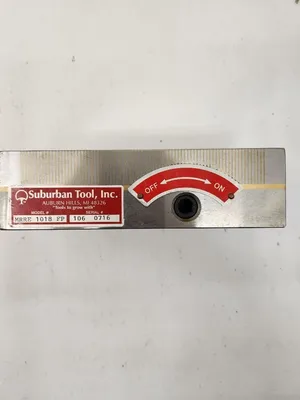 Suburban Tool, Inc.
AUBURN HILLS, MI 48326
"Tools to grow with"
MODEL # SERIAL #
MBRE 1018 FP 106 0716
OFF ON